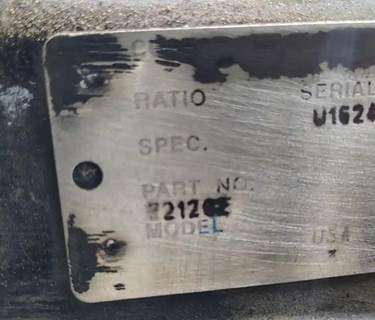 RATIO SERIAL
U1624
SPEC.
PART NO.
MODEL USA